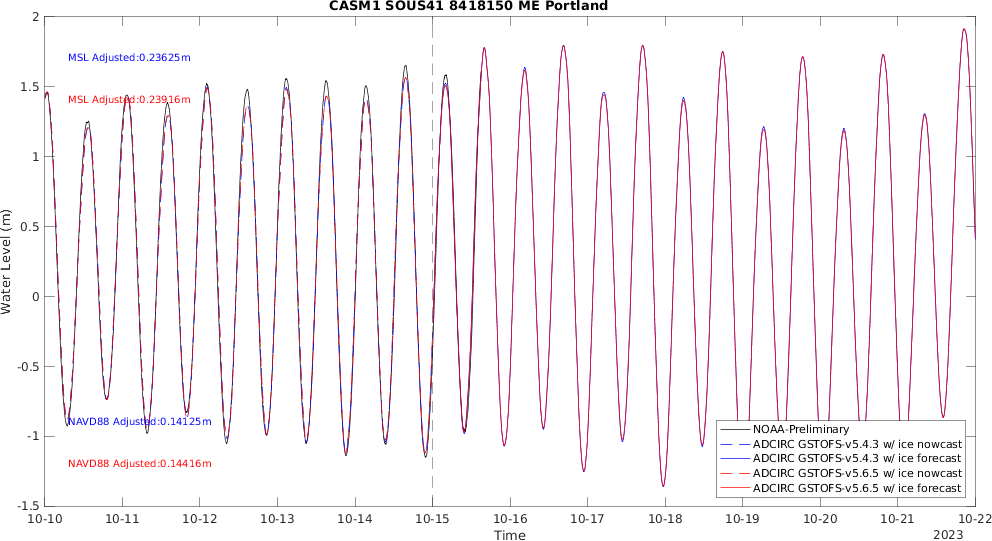 CASM1 SOUS41 8418150 ME Portland
MSL Adjusted:0.23625m
MSL Adjusted:0.23916m
NAVD88 Adjusted:0.14125m
NAVD88 Adjusted:0.14416m
Water Level (m)
2
1.5
1
0.5
0
-0.5
-1
-1.5
NOAA-Preliminary
ADCIRC GSTOFS-v5.4.3 w/ ice nowcast
ADCIRC GSTOFS-v5.4.3 w/ ice forecast
ADCIRC GSTOFS-v5.6.5 w/ ice nowcast
ADCIRC GSTOFS-v5.6.5 w/ ice forecast
10-10 10-11 10-12 10-13 10-14 10-15 10-16 10-17 10-18 10-19 10-20 10-21 10-22
Time
2023